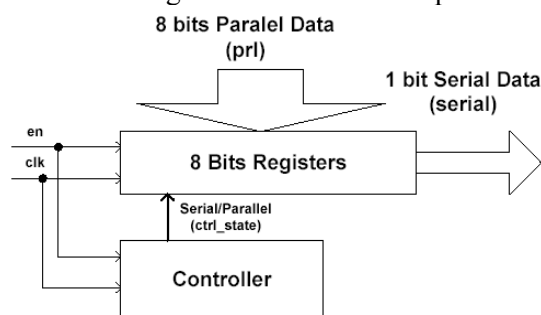 8 bits Paralel Data
(prl)
1 bit Serial Data
(serial)
en
clk
8 Bits Registers
Serial/Parallel
(ctrl_state)
Controller